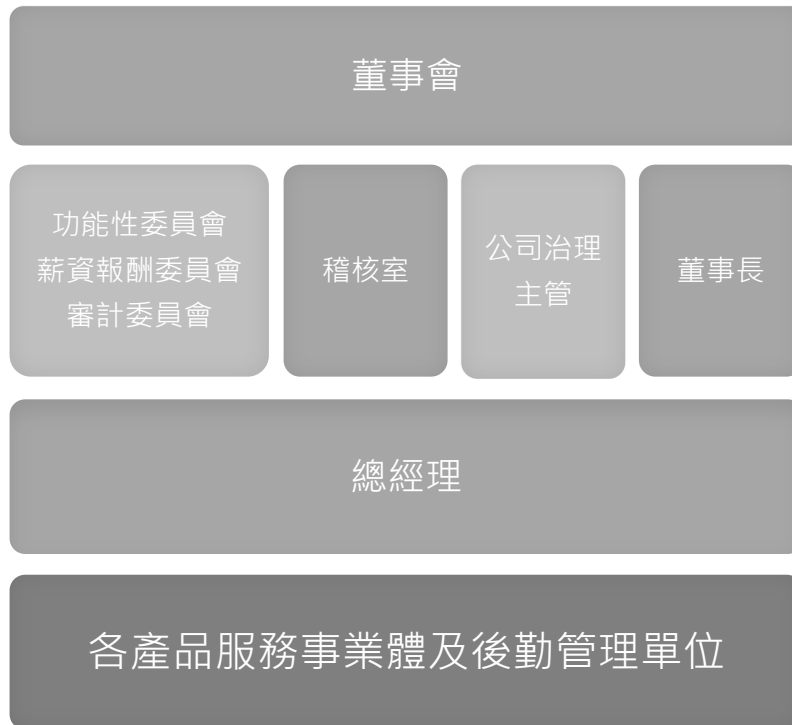 董事會
功能性委員會
薪資報酬委員會
審計委員會
稽核室
公司治理
主管
董事長
總經理
各產品服務事業體及後勤管理單位